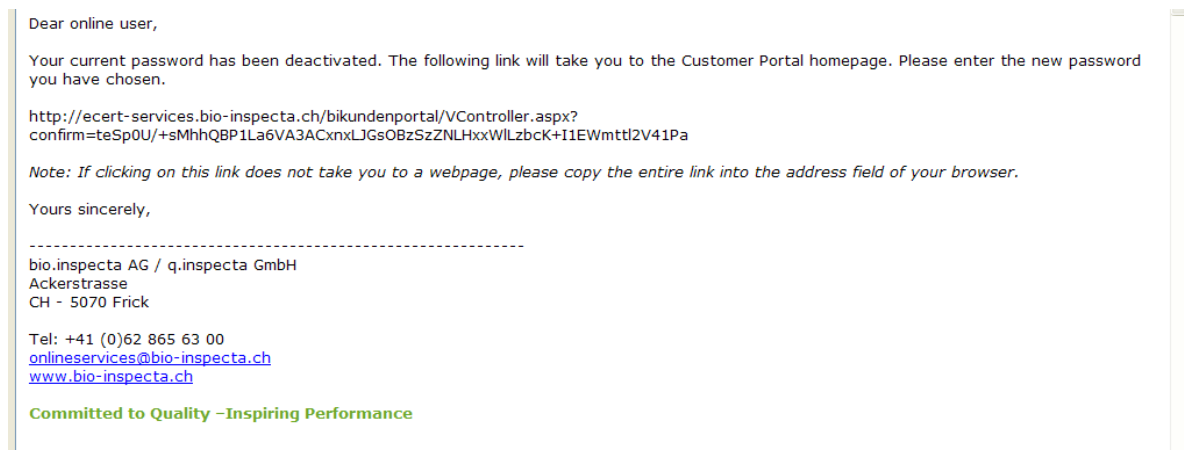 Dear online user,
Your current password has been deactivated. The following link will take you to the Customer Portal homepage. Please enter the new password
you have chosen.
http://ecert-services.bio-inspecta.ch/bikundenportal/VController.aspx?
confirm=teSp0U/+sMhhQBP1La6VA3ACxnxLJGsOBzSzZNLHxxWlLzbcK+I1EWmttl2V41Pa
Note: If clicking on this link does not take you to a webpage, please copy the entire link into the address field of your browser.
Yours sincerely,
-------------------------------------------------------------
bio.inspecta AG / q.inspecta GmbH
Ackerstrasse
CH - 5070 Frick
Tel: +41 (0)62 865 63 00
onlineservices@bio-inspecta.ch
www.bio-inspecta.ch
Committed to Quality –Inspiring Performance